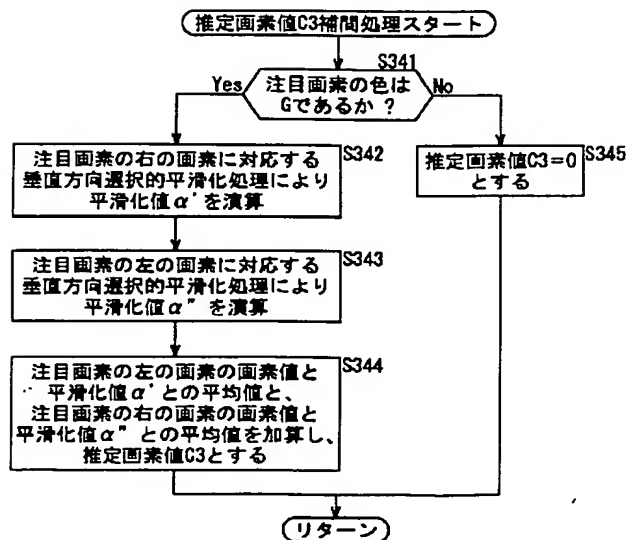 推定画素値C3補間処理スタート
S341
Yes
注目画素の色は
Gであるか？
No
S342
注目画素の右の画素に対応する
垂直方向選択的平滑化処理により
平滑化値α'を演算
S345
推定画素値C3=0
とする
S343
注目画素の左の画素に対応する
垂直方向選択的平滑化処理により
平滑化値α"を演算
S344
注目画素の左の画素の画素値と
平滑化値α'との平均値と、
注目画素の右の画素の画素値と
平滑化値α"との平均値を加算し、
推定画素値C3とする
リターン